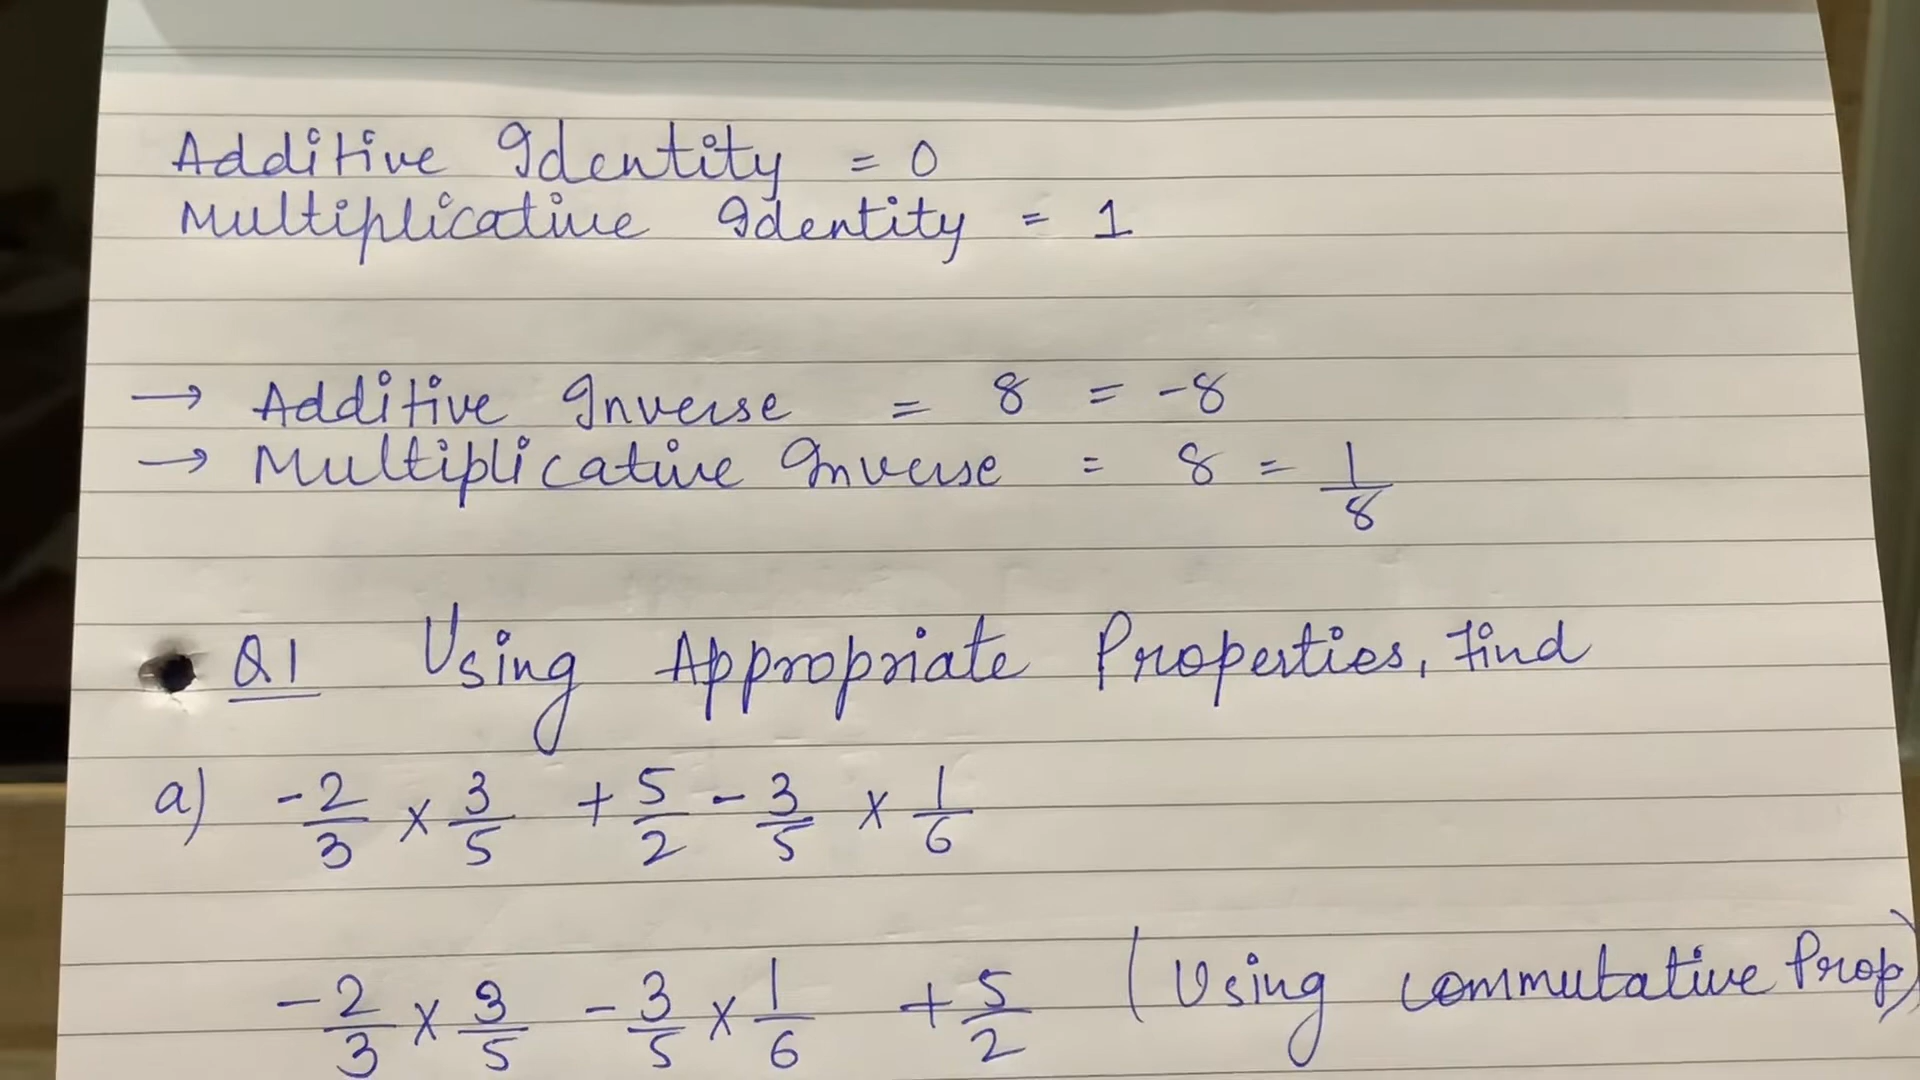 Additive Identity = 0
Multiplicative Identity = 1
→ Additive Inverse = 8 = -8
→ Multiplicative Inverse = 8 = 1/8
Q1 Using Appropriate Properties, find
a) -2/3 × 3/5 + 5/2 - 3/5 × 1/6
-2/3 × 3/5 - 3/5 × 1/6 + 5/2 (Using commutative Prop)